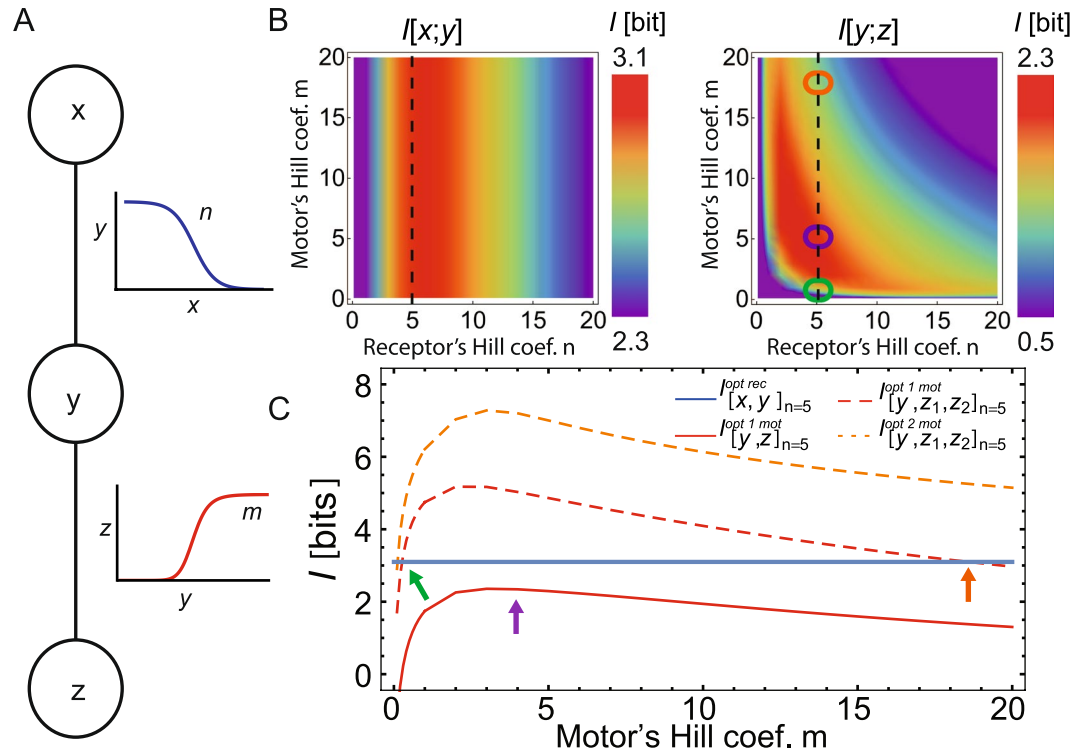 A
x
y
n
x
y
z
m
y
z
B
I[x;y]
I [bit]
3.1
2.3
Motor's Hill coef. m
20
15
10
5
0
0 5 10 15 20
Receptor's Hill coef. n
I[y;z]
I [bit]
2.3
0.5
Motor's Hill coef. m
20
15
10
5
0
0 5 10 15 20
Receptor's Hill coef. n
C
I [bits]
8
6
4
2
0
I opt rec [x,y] n=5
I opt 1 mot [y,z] n=5
I opt 1 mot [y,z1,z2] n=5
I opt 2 mot [y,z1,z2] n=5
0 5 10 15 20
Motor's Hill coef. m